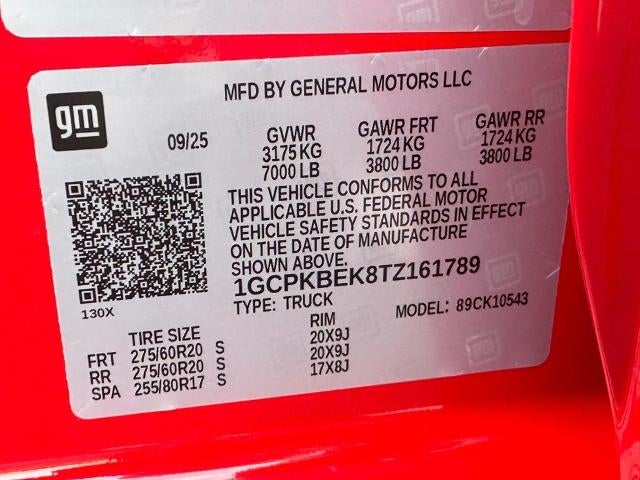 gm
MFD BY GENERAL MOTORS LLC
09/25 GVWR GAWR FRT GAWR RR
3175 KG 1724 KG 1724 KG
7000 LB 3800 LB 3800 LB
THIS VEHICLE CONFORMS TO ALL
APPLICABLE U.S. FEDERAL MOTOR
VEHICLE SAFETY STANDARDS IN EFFECT
ON THE DATE OF MANUFACTURE
SHOWN ABOVE.
1GCPKBEK8TZ161789
TYPE: TRUCK MODEL: 89CK10543
130X
TIRE SIZE RIM
FRT 275/60R20 S 20X9J
RR 275/60R20 S 20X9J
SPA 255/80R17 S 17X8J